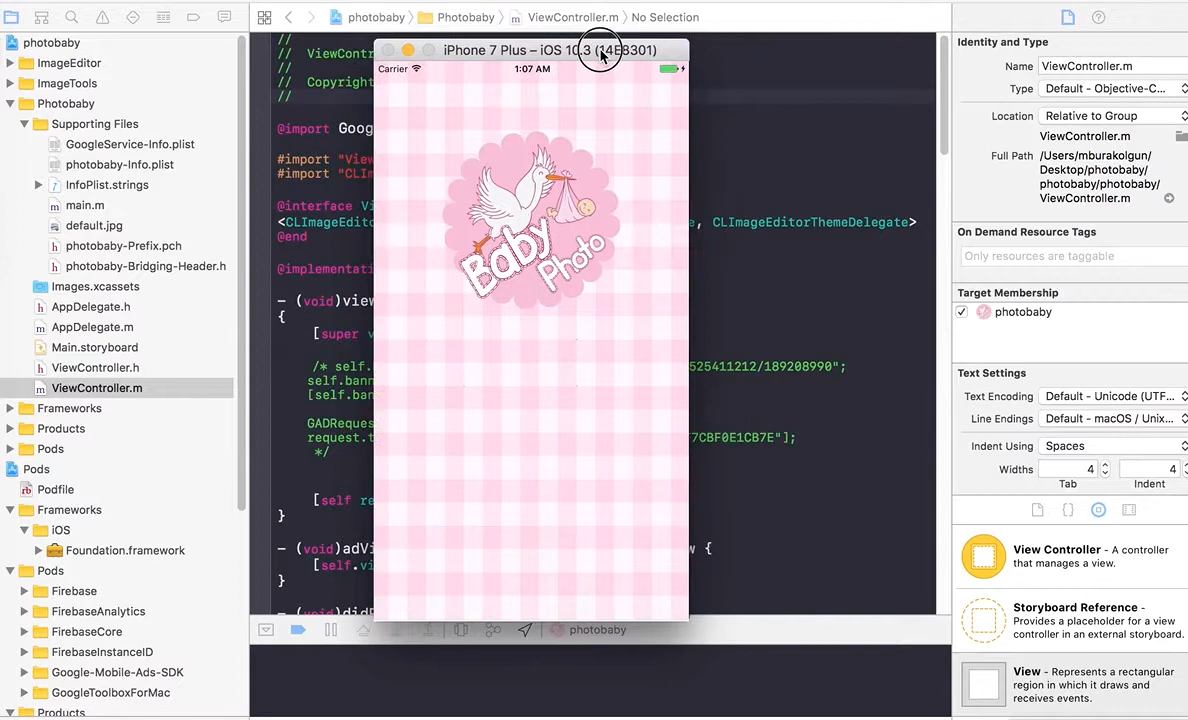 photobaby
Photobaby
ViewController.m
No Selection
photobaby
ImageEditor
ImageTools
Photobaby
Supporting Files
GoogleService-Info.plist
photobaby-Info.plist
InfoPlist.strings
main.m
default.jpg
photobaby-Prefix.pch
photobaby-Bridging-Header.h
Images.xcassets
AppDelegate.h
AppDelegate.m
Main.storyboard
ViewController.h
ViewController.m
Frameworks
Products
Pods
Pods
Podfile
Frameworks
iOS
Foundation.framework
Pods
Firebase
FirebaseAnalytics
FirebaseCore
FirebaseInstanceID
Google-Mobile-Ads-SDK
GoogleToolboxForMac
Products
//
// ViewContr
//
// Copyright
//
@import Goo
#import "View
#import "CLIm
@interface Vi
<CLImageEdito , CLImageEditorThemeDelegate>
@end
@implementati
- (void)view
{
[super v
/* self. 525411212/189208990";
self.bann
[self.ban
GADReques
request.t F7CBF0E1CB7E"];
*/
[self re
}
- (void)adVi w {
[self.vi
}
- (void)didR
iPhone 7 Plus – iOS 10.3 (14E8301)
Carrier
1:07 AM
Baby
Photo
photobaby
Identity and Type
Name ViewController.m
Type Default - Objective-C...
Location Relative to Group
ViewController.m
Full Path /Users/mburakolgun/
Desktop/photobaby/
photobaby/photobaby/
ViewController.m
On Demand Resource Tags
Only resources are taggable
Target Membership
photobaby
Text Settings
Text Encoding Default - Unicode (UTF...
Line Endings Default - macOS / Unix...
Indent Using Spaces
Widths 4 4
Tab Indent
View Controller - A controller
that manages a view.
Storyboard Reference -
Provides a placeholder for a view
controller in an external storyboard.
View - Represents a rectangular
region in which it draws and
receives events.